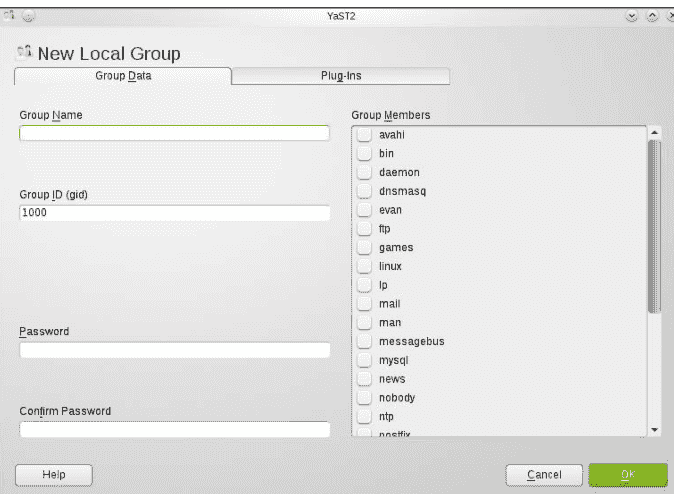 YaST2
New Local Group
Group Data
Plug-Ins
Group Name
Group ID (gid)
1000
Password
Confirm Password
Group Members
avahi
bin
daemon
dnsmasq
evan
ftp
games
linux
lp
mail
man
messagebus
mysql
news
nobody
ntp
postfix
Help
Cancel
OK